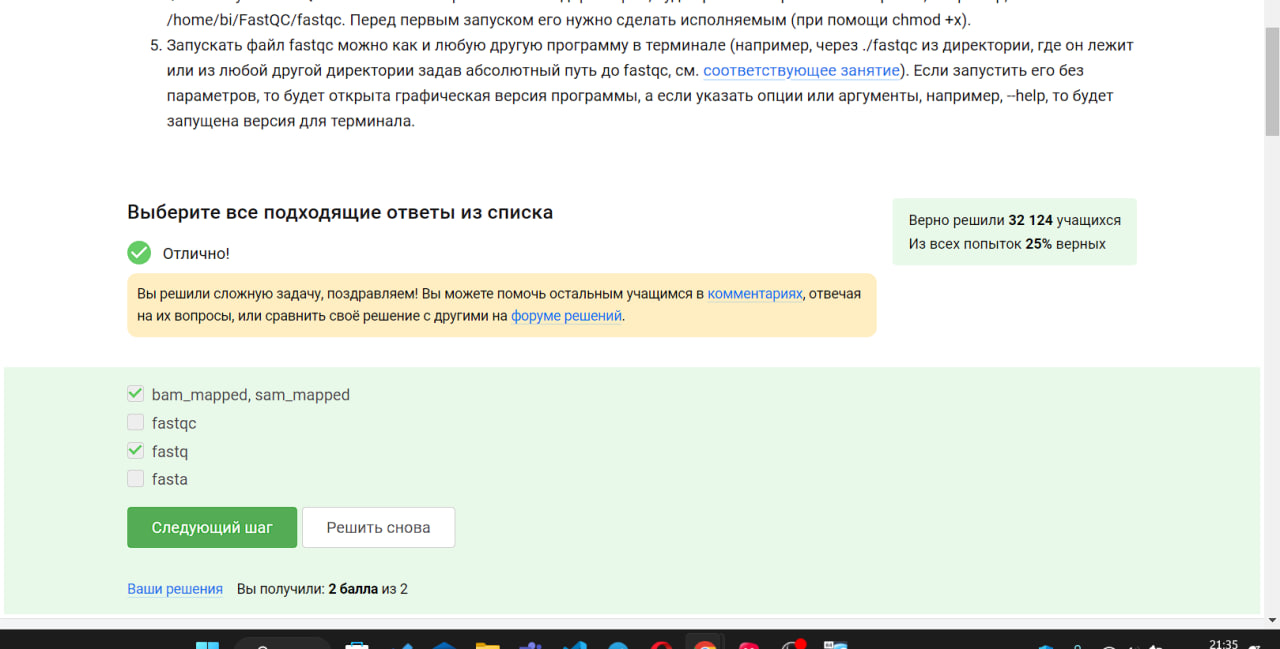 /home/bi/FastQC/fastqc. Перед первым запуском его нужно сделать исполняемым (при помощи chmod +x).
5. Запускать файл fastqc можно как и любую другую программу в терминале (например, через ./fastqc из директории, где он лежит
или из любой другой директории задав абсолютный путь до fastqc, см. соответствующее занятие). Если запустить его без
параметров, то будет открыта графическая версия программы, а если указать опции или аргументы, например, --help, то будет
запущена версия для терминала.
Выберите все подходящие ответы из списка
Верно решили 32 124 учащихся
Из всех попыток 25% верных
Отлично!
Вы решили сложную задачу, поздравляем! Вы можете помочь остальным учащимся в комментариях, отвечая
на их вопросы, или сравнить своё решение с другими на форуме решений.
bam_mapped, sam_mapped
fastqc
fastq
fasta
Следующий шаг
Решить снова
Ваши решения Вы получили: 2 балла из 2
21:35